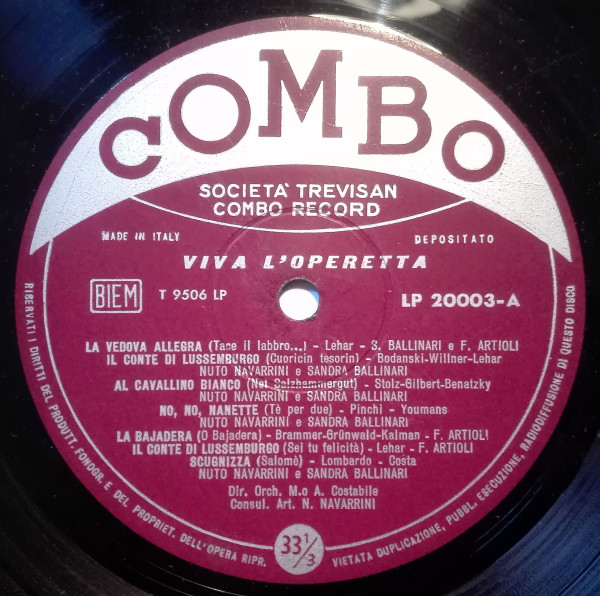 COMBO
SOCIETÀ TREVISAN
COMBO RECORD
MADE IN ITALY
DEPOSITATO
VIVA L'OPERETTA
BIEM
T 9506 LP
LP 20003-A
LA VEDOVA ALLEGRA (Tace il labbro...) - Lehar - S. BALLINARI e F. ARTIOLI
IL CONTE DI LUSSEMBURGO (Cuoricin tesorin) - Bodanski-Willner-Lehar
NUTO NAVARRINI e SANDRA BALLINARI
AL CAVALLINO BIANCO (Nel Salzhammergut) - Stolz-Gilbert-Benatzky
NUTO NAVARRINI e SANDRA BALLINARI
NO, NO, NANETTE (Tè per due) - Pinchi - Youmans
NUTO NAVARRINI e SANDRA BALLINARI
LA BAJADERA (O Bajadera) - Brammer-Grünwald-Kalman - F. ARTIOLI
IL CONTE DI LUSSEMBURGO (Sei tu felicità) - Lehar - F. ARTIOLI
SCUGNIZZA (Salomè) - Lombardo - Costa
NUTO NAVARRINI e SANDRA BALLINARI
Dir. Orch. M.o A. Costabile
Consul. Art. N. NAVARRINI
33 1/3
RISERVATI I DIRITTI DEL PRODUTT. FONOGR. E DEL PROPRIET. DELL'OPERA RIPR. VIETATA DUPLICAZIONE, PUBBL. ESECUZIONE, RADIODIFFUSIONE DI QUESTO DISCO